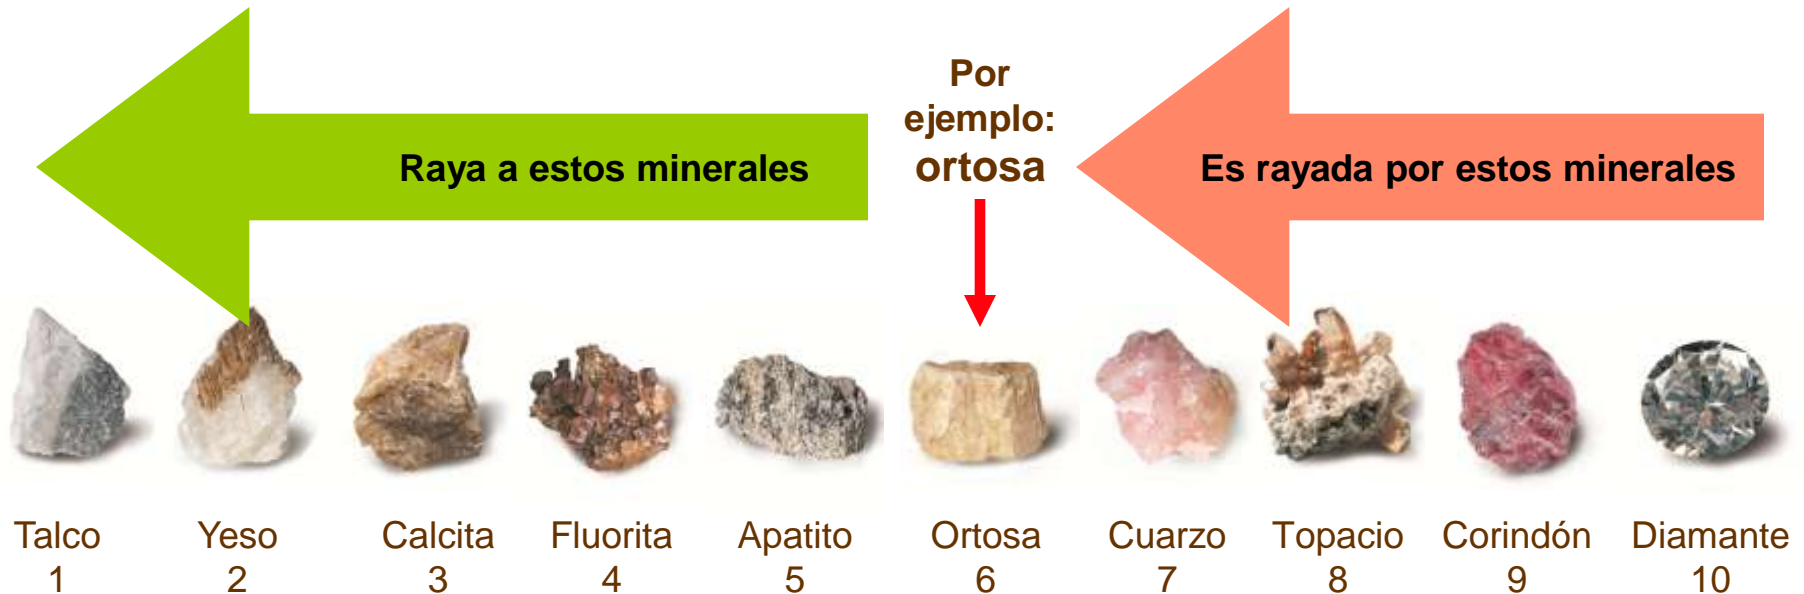 Por
ejemplo:
ortosa
Raya a estos minerales
Es rayada por estos minerales
Talco
1
Yeso
2
Calcita
3
Fluorita
4
Apatito
5
Ortosa
6
Cuarzo
7
Topacio
8
Corindón
9
Diamante
10